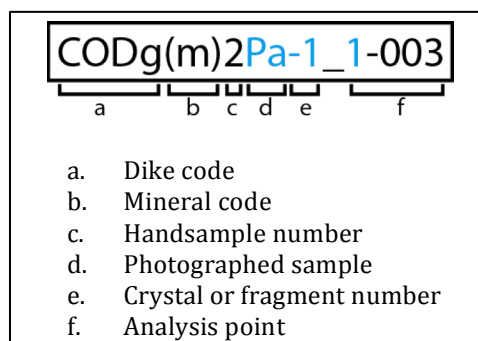 CODg(m)2Pa-1_1-003
a b c d e f
a. Dike code
b. Mineral code
c. Handsample number
d. Photographed sample
e. Crystal or fragment number
f. Analysis point